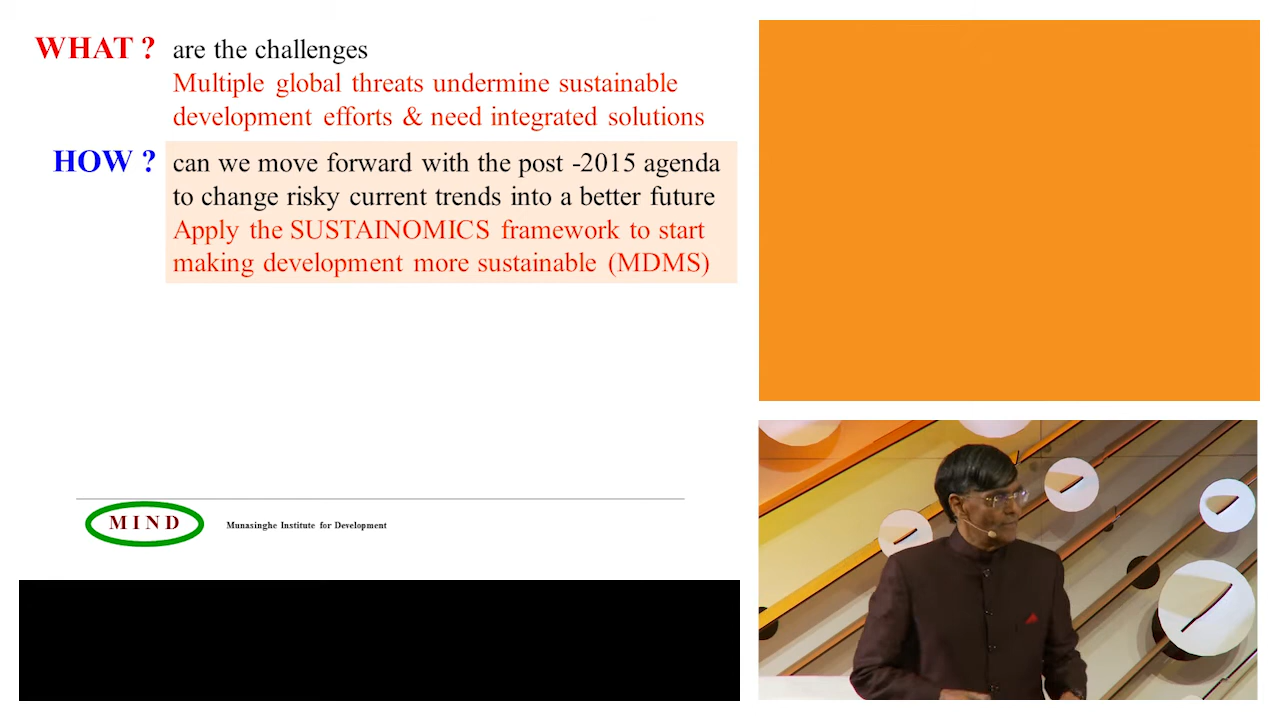 WHAT ? are the challenges
Multiple global threats undermine sustainable
development efforts & need integrated solutions
HOW ? can we move forward with the post -2015 agenda
to change risky current trends into a better future
Apply the SUSTAINOMICS framework to start
making development more sustainable (MDMS)
M I N D Munasinghe Institute for Development